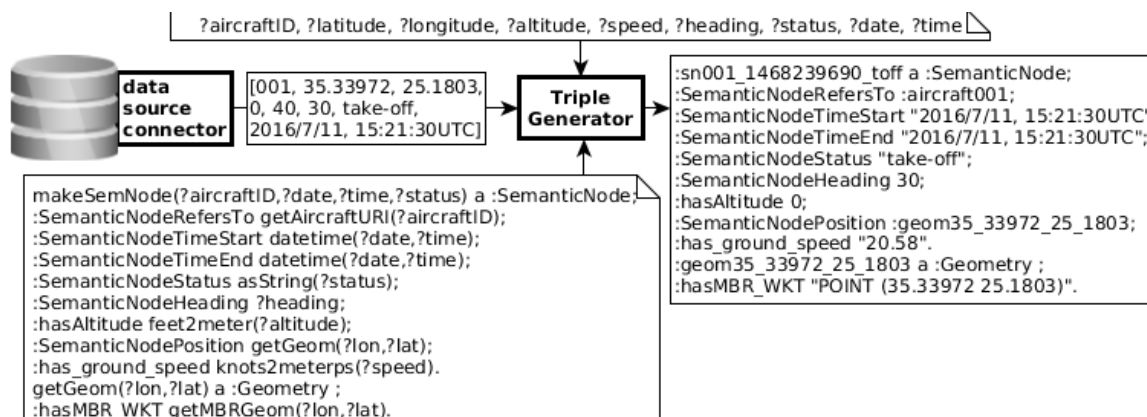 ?aircraftID, ?latitude, ?longitude, ?altitude, ?speed, ?heading, ?status, ?date, ?time
data
source
connector
[001, 35.33972, 25.1803,
0, 40, 30, take-off,
2016/7/11, 15:21:30UTC]
Triple
Generator
:sn001_1468239690_toff a :SemanticNode;
:SemanticNodeRefersTo :aircraft001;
:SemanticNodeTimeStart "2016/7/11, 15:21:30UTC"
:SemanticNodeTimeEnd "2016/7/11, 15:21:30UTC";
:SemanticNodeStatus "take-off";
:SemanticNodeHeading 30;
:hasAltitude 0;
:SemanticNodePosition :geom35_33972_25_1803;
:has_ground_speed "20.58".
:geom35_33972_25_1803 a :Geometry ;
:hasMBR_WKT "POINT (35.33972 25.1803)".
makeSemNode(?aircraftID,?date,?time,?status) a :SemanticNode;
:SemanticNodeRefersTo getAircraftURI(?aircraftID);
:SemanticNodeTimeStart datetime(?date,?time);
:SemanticNodeTimeEnd datetime(?date,?time);
:SemanticNodeStatus asString(?status);
:SemanticNodeHeading ?heading;
:hasAltitude feet2meter(?altitude);
:SemanticNodePosition getGeom(?lon,?lat);
:has_ground_speed knots2meterps(?speed).
getGeom(?lon,?lat) a :Geometry ;
:hasMBR_WKT getMBRGeom(?lon,?lat).